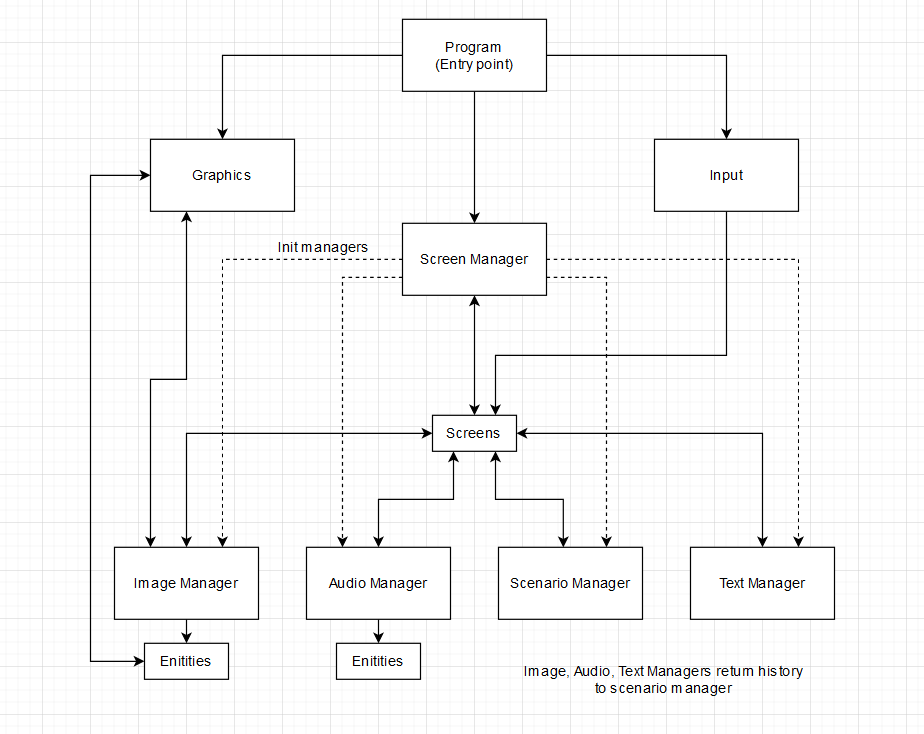 Program
(Entry point)
Graphics
Input
Init managers
Screen Manager
Screens
Image Manager
Audio Manager
Scenario Manager
Text Manager
Enitities
Enitities
Image, Audio, Text Managers return history
to scenario manager